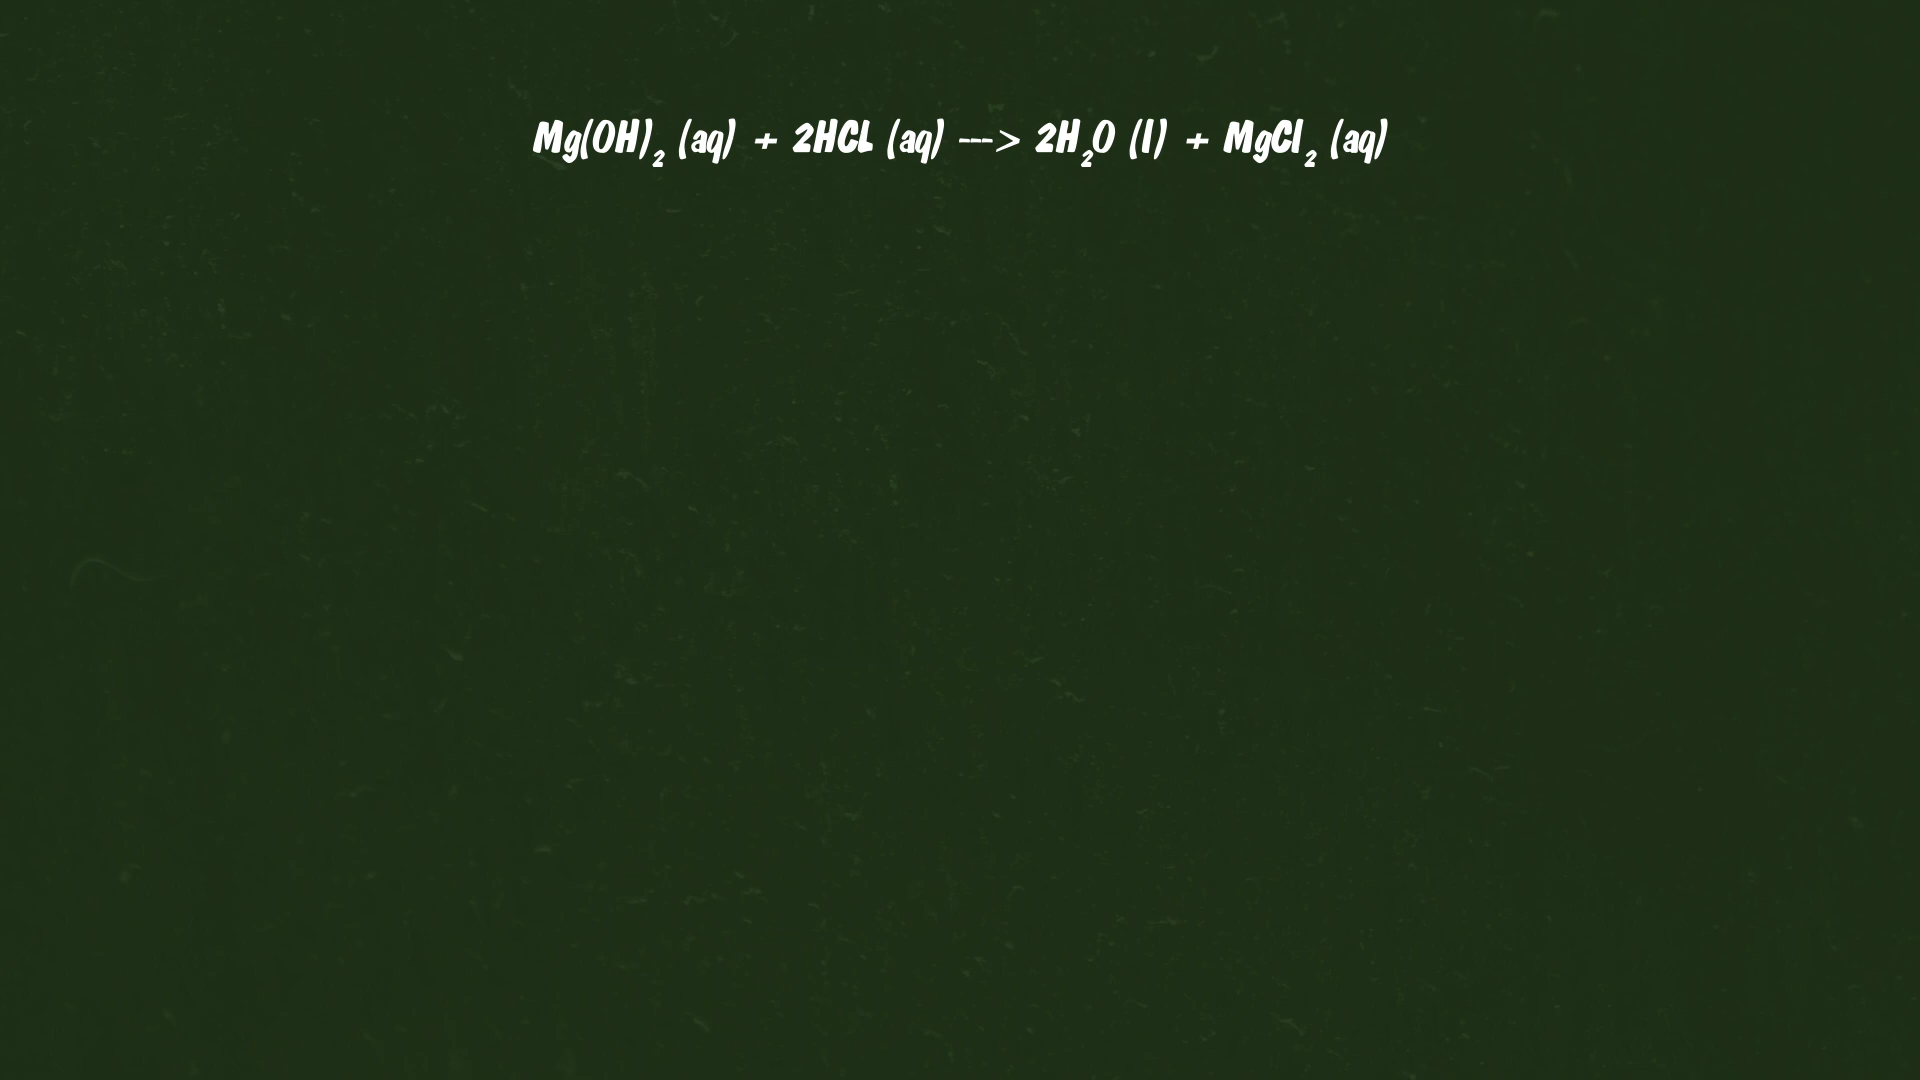 Mg(OH)₂ (aq) + 2HCL (aq) ---> 2H₂O (l) + MgCl₂ (aq)